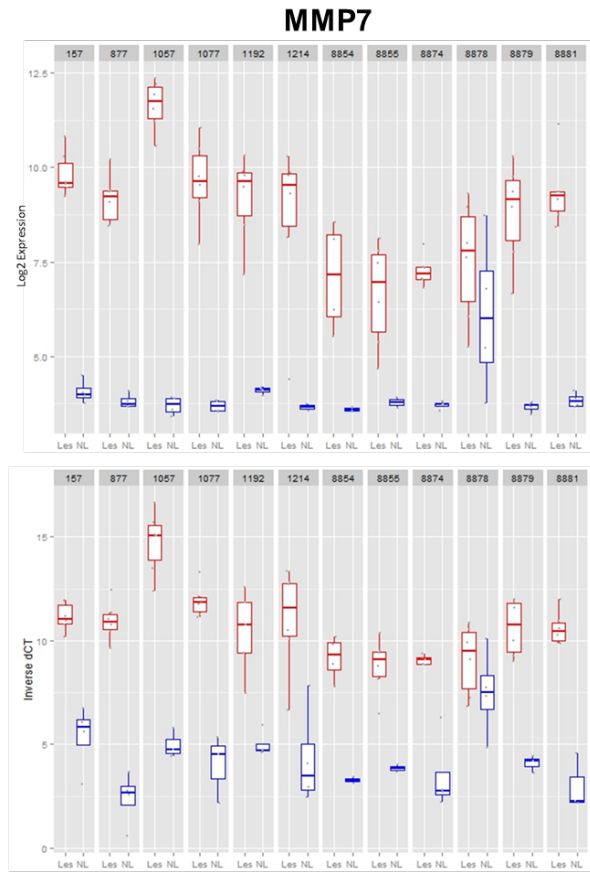 MMP7
157 877 1057 1077 1192 1214 8854 8855 8874 8878 8879 8881
12.5
10.0
7.5
5.0
Log2 Expression
Les NL Les NL Les NL Les NL Les NL Les NL Les NL Les NL Les NL Les NL Les NL Les NL
157 877 1057 1077 1192 1214 8854 8855 8874 8878 8879 8881
15
10
5
0
Inverse dCT
Les NL Les NL Les NL Les NL Les NL Les NL Les NL Les NL Les NL Les NL Les NL Les NL